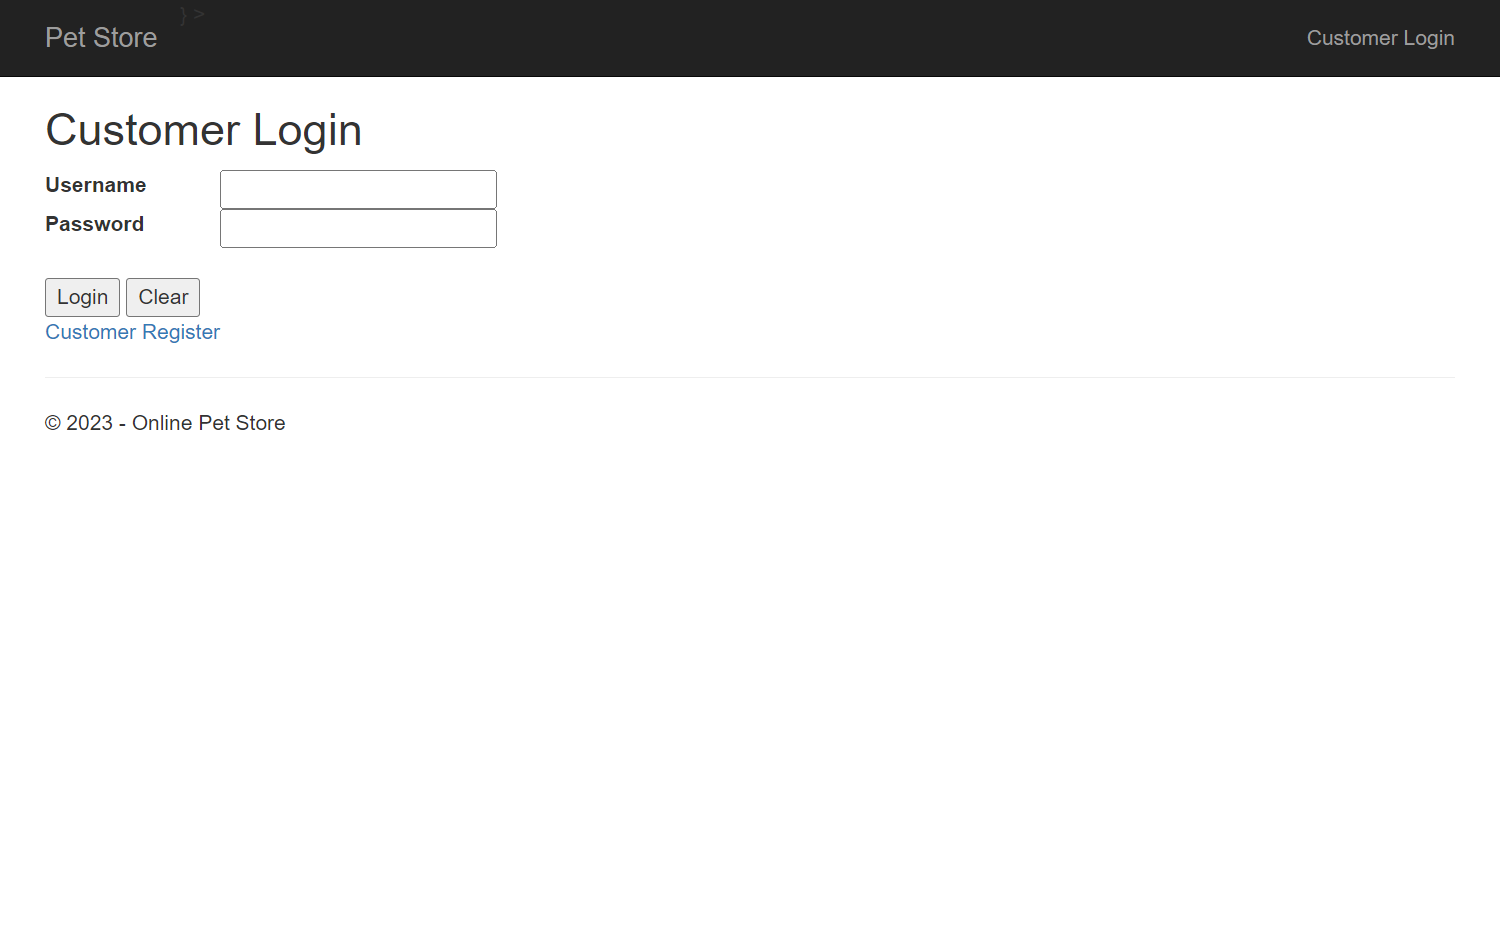 } >
Pet Store
Customer Login
Customer Login
Username
Password
Login Clear
Customer Register
© 2023 - Online Pet Store